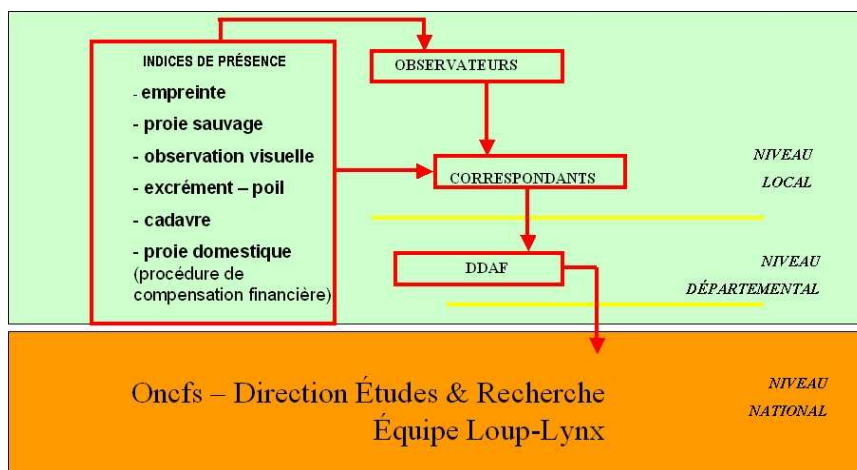 INDICES DE PRÉSENCE
- empreinte
- proie sauvage
- observation visuelle
- excrément – poil
- cadavre
- proie domestique
(procédure de
compensation financière)
OBSERVATEURS
CORRESPONDANTS
NIVEAU
LOCAL
DDAF
NIVEAU
DÉPARTEMENTAL
Oncfs – Direction Études & Recherche
Équipe Loup-Lynx
NIVEAU
NATIONAL